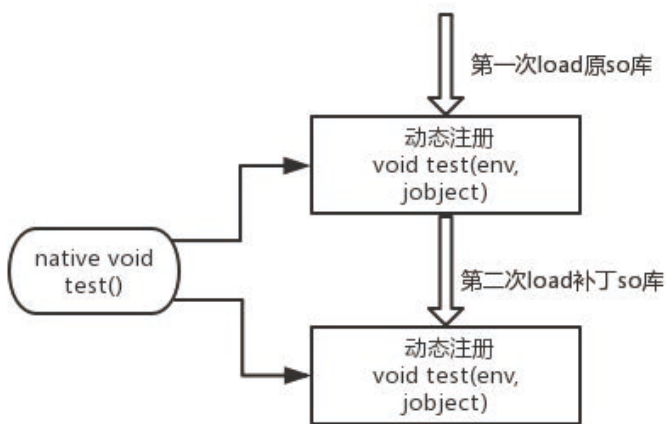 第一次load原so库
动态注册
void test(env,
jobject)
native void
test()
第二次load补丁so库
动态注册
void test(env,
jobject)